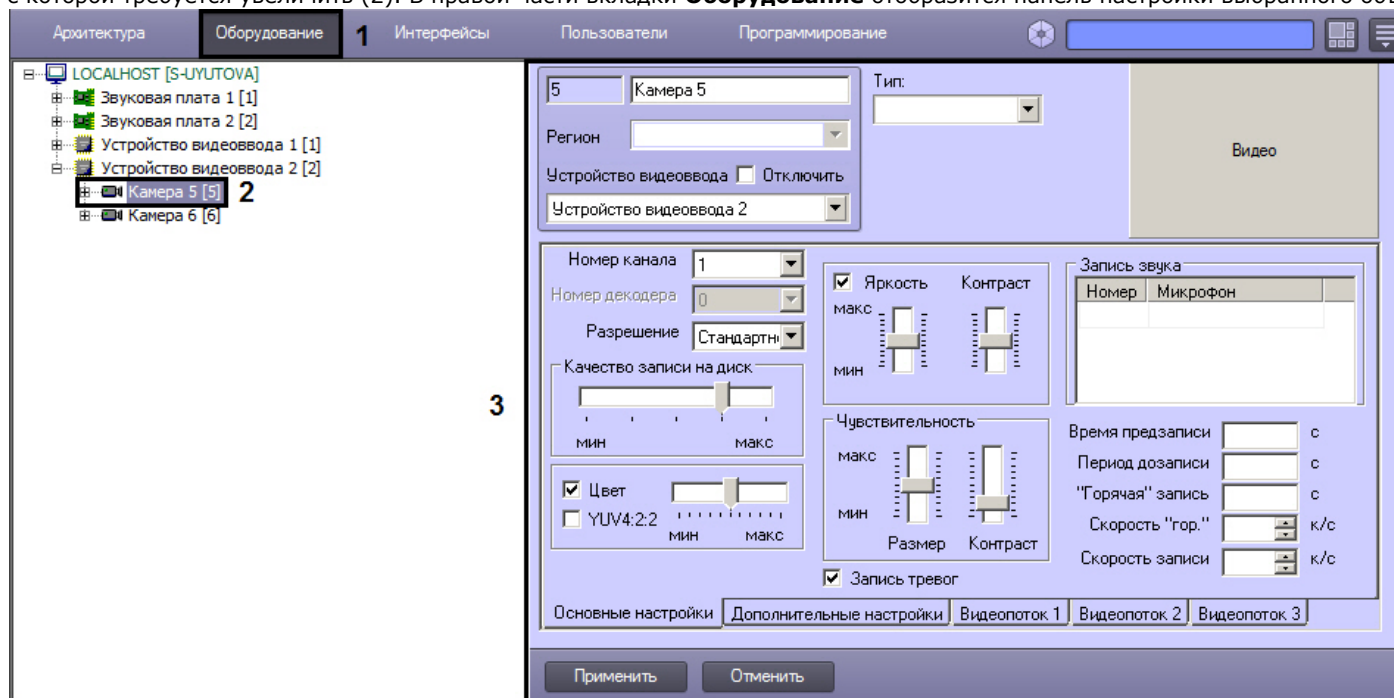 с которой требуется увеличить (2). В правой части вкладки Оборудование отобразится панель настройки выбранного
Архитектура Оборудование 1 Интерфейсы Пользователи Программирование
LOCALHOST [S-UYUTOVA]
Звуковая плата 1 [1]
Звуковая плата 2 [2]
Устройство видеоввода 1 [1]
Устройство видеоввода 2 [2]
Камера 5 [5] 2
Камера 6 [6]
3
5 Камера 5
Тип:
Регион
Устройство видеоввода Отключить
Устройство видеоввода 2
Видео
Номер канала 1
Номер декодера 0
Разрешение Стандартн
Качество записи на диск
мин макс
Цвет
YUV4:2:2
мин макс
Яркость Контраст
макс
мин
Чувствительность
макс
мин
Размер Контраст
Запись тревог
Запись звука
Номер Микрофон
Время предзаписи с
Период дозаписи с
"Горячая" запись с
Скорость "гор." к/с
Скорость записи к/с
Основные настройки Дополнительные настройки Видеопоток 1 Видеопоток 2 Видеопоток 3
Применить Отменить